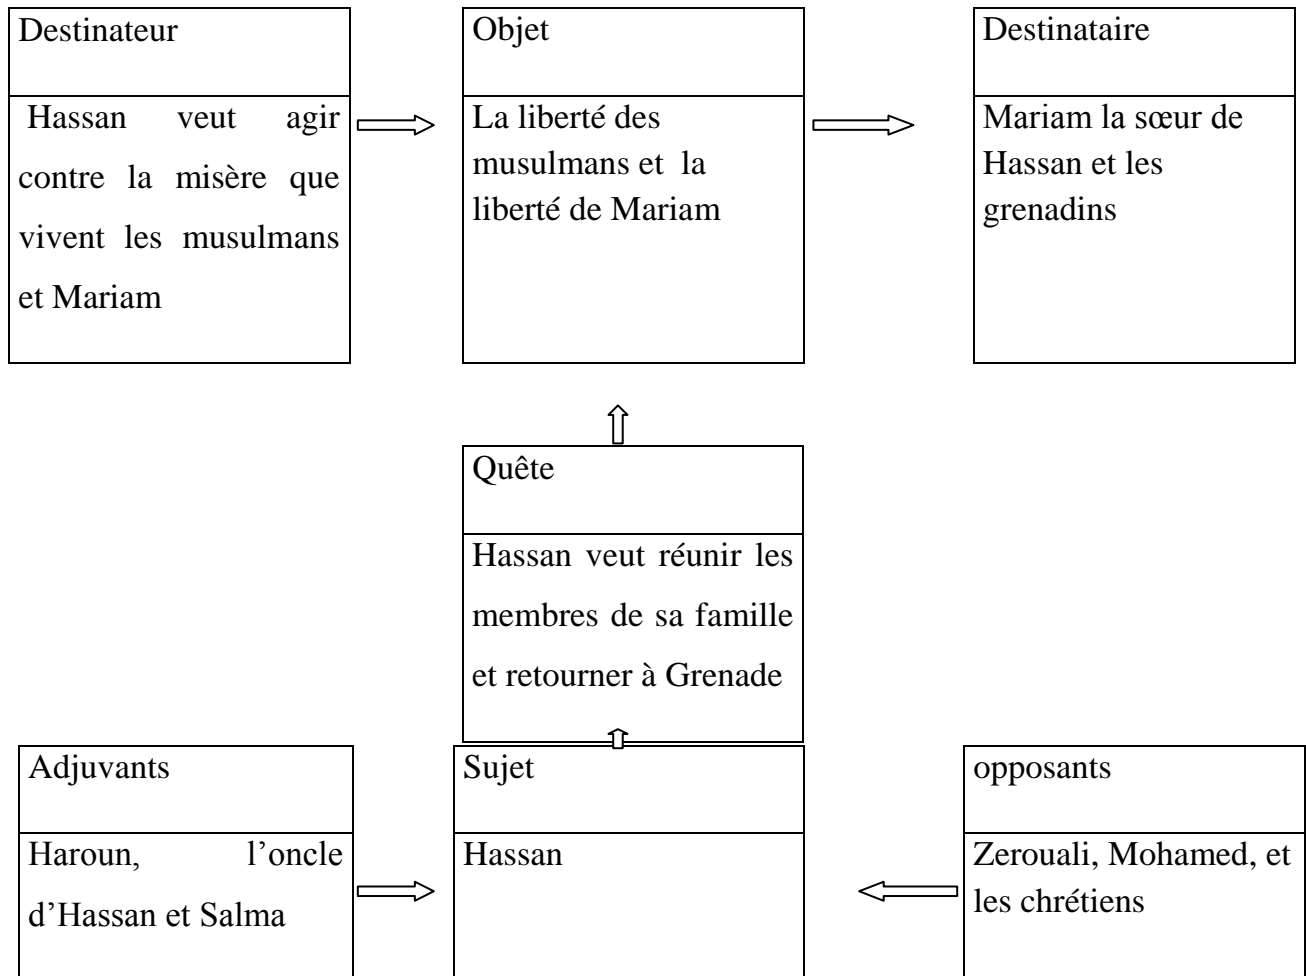 Destinateur
Hassan veut agir
contre la misère que
vivent les musulmans
et Mariam
Objet
La liberté des
musulmans et la
liberté de Mariam
Destinataire
Mariam la sœur de
Hassan et les
grenadins
Quête
Hassan veut réunir les
membres de sa famille
et retourner à Grenade
Adjuvants
Haroun, l’oncle
d’Hassan et Salma
Sujet
Hassan
opposants
Zerouali, Mohamed, et
les chrétiens